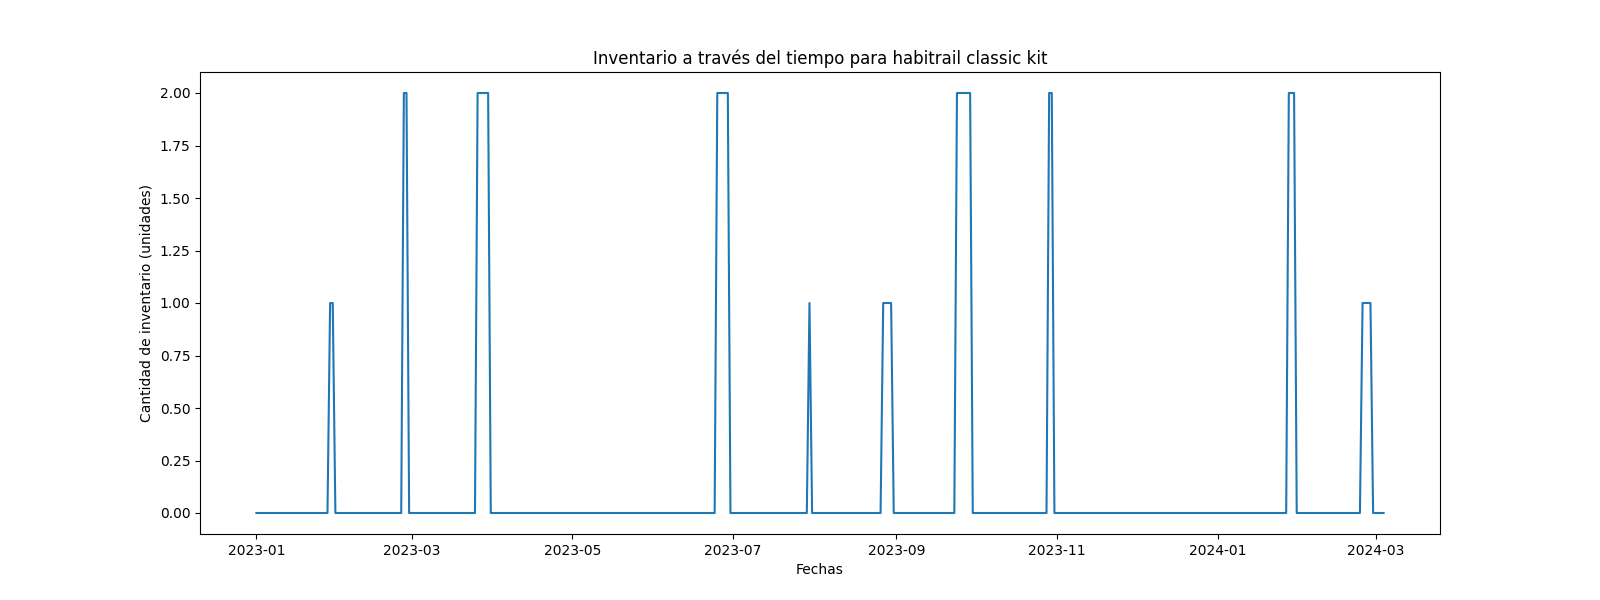 Inventario a través del tiempo para habitrail classic kit
Cantidad de inventario (unidades)
2.00
1.75
1.50
1.25
1.00
0.75
0.50
0.25
0.00
2023-01 2023-03 2023-05 2023-07 2023-09 2023-11 2024-01 2024-03
Fechas